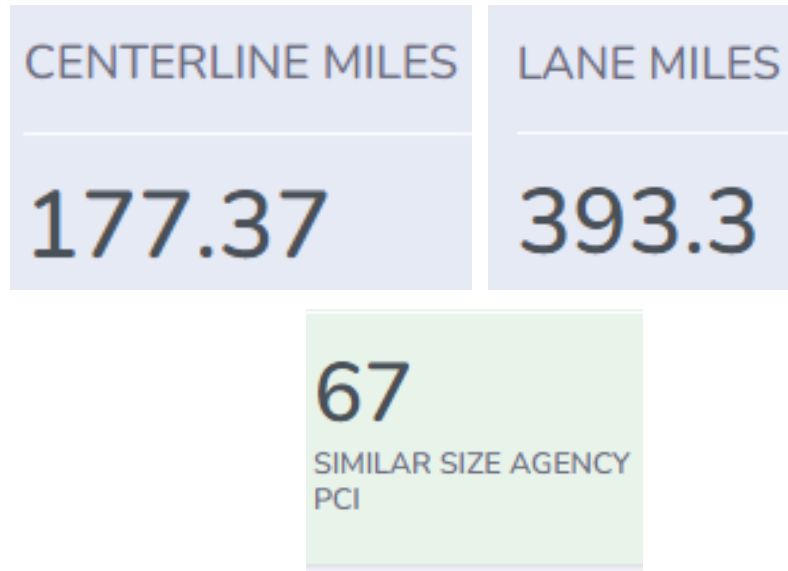 CENTERLINE MILES
177.37
LANE MILES
393.3
67
SIMILAR SIZE AGENCY
PCI